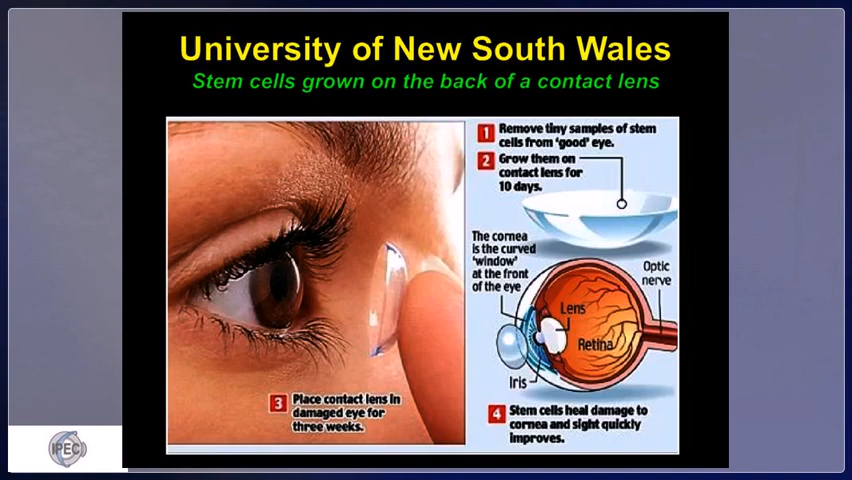 University of New South Wales
Stem cells grown on the back of a contact lens
1 Remove tiny samples of stem
cells from 'good' eye.
2 Grow them on
contact lens for
10 days.
The cornea
is the curved
'window'
at the front
of the eye
Optic
nerve
Lens
Retina
Iris
3 Place contact lens in
damaged eye for
three weeks.
4 Stem cells heal damage to
cornea and sight quickly
improves.
IPEC